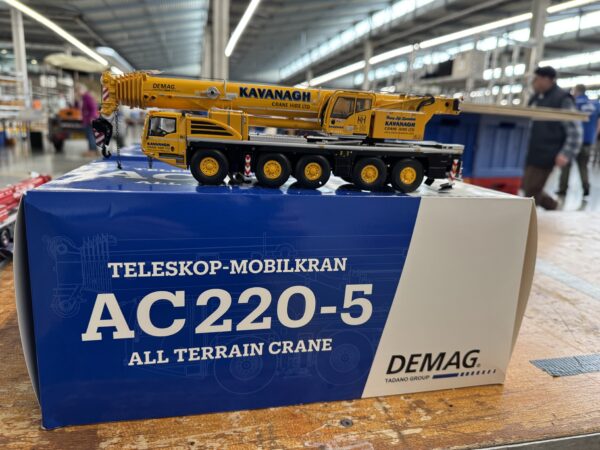 DEMAG
KAVANAGH
CRANE HIRE LTD
KAVANAGH
CRANE HIRE LTD
AC
TELESKOP-MOBILKRAN
AC 220-5
ALL TERRAIN CRANE
DEMAG
TADANO GROUP